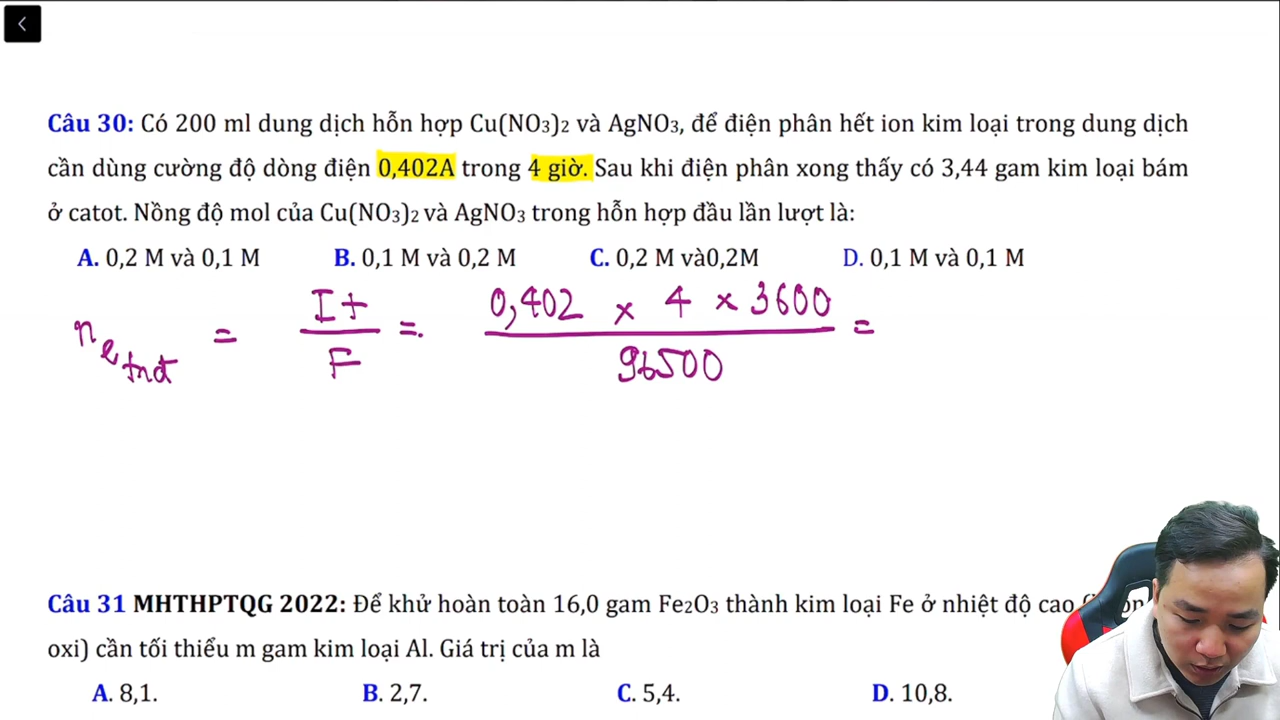 Câu 30: Có 200 ml dung dịch hỗn hợp Cu(NO₃)₂ và AgNO₃, để điện phân hết ion kim loại trong dung dịch
cần dùng cường độ dòng điện 0,402A trong 4 giờ. Sau khi điện phân xong thấy có 3,44 gam kim loại bám
ở catot. Nồng độ mol của Cu(NO₃)₂ và AgNO₃ trong hỗn hợp đầu lần lượt là:
A. 0,2 M và 0,1 M B. 0,1 M và 0,2 M C. 0,2 M và0,2M D. 0,1 M và 0,1 M
n e tnđ = It / F = 0,402 × 4 × 3600 / 96500 =
Câu 31 MHTHPTQG 2022: Để khử hoàn toàn 16,0 gam Fe₂O₃ thành kim loại Fe ở nhiệt độ cao
oxi) cần tối thiểu m gam kim loại Al. Giá trị của m là
A. 8,1. B. 2,7. C. 5,4. D. 10,8.